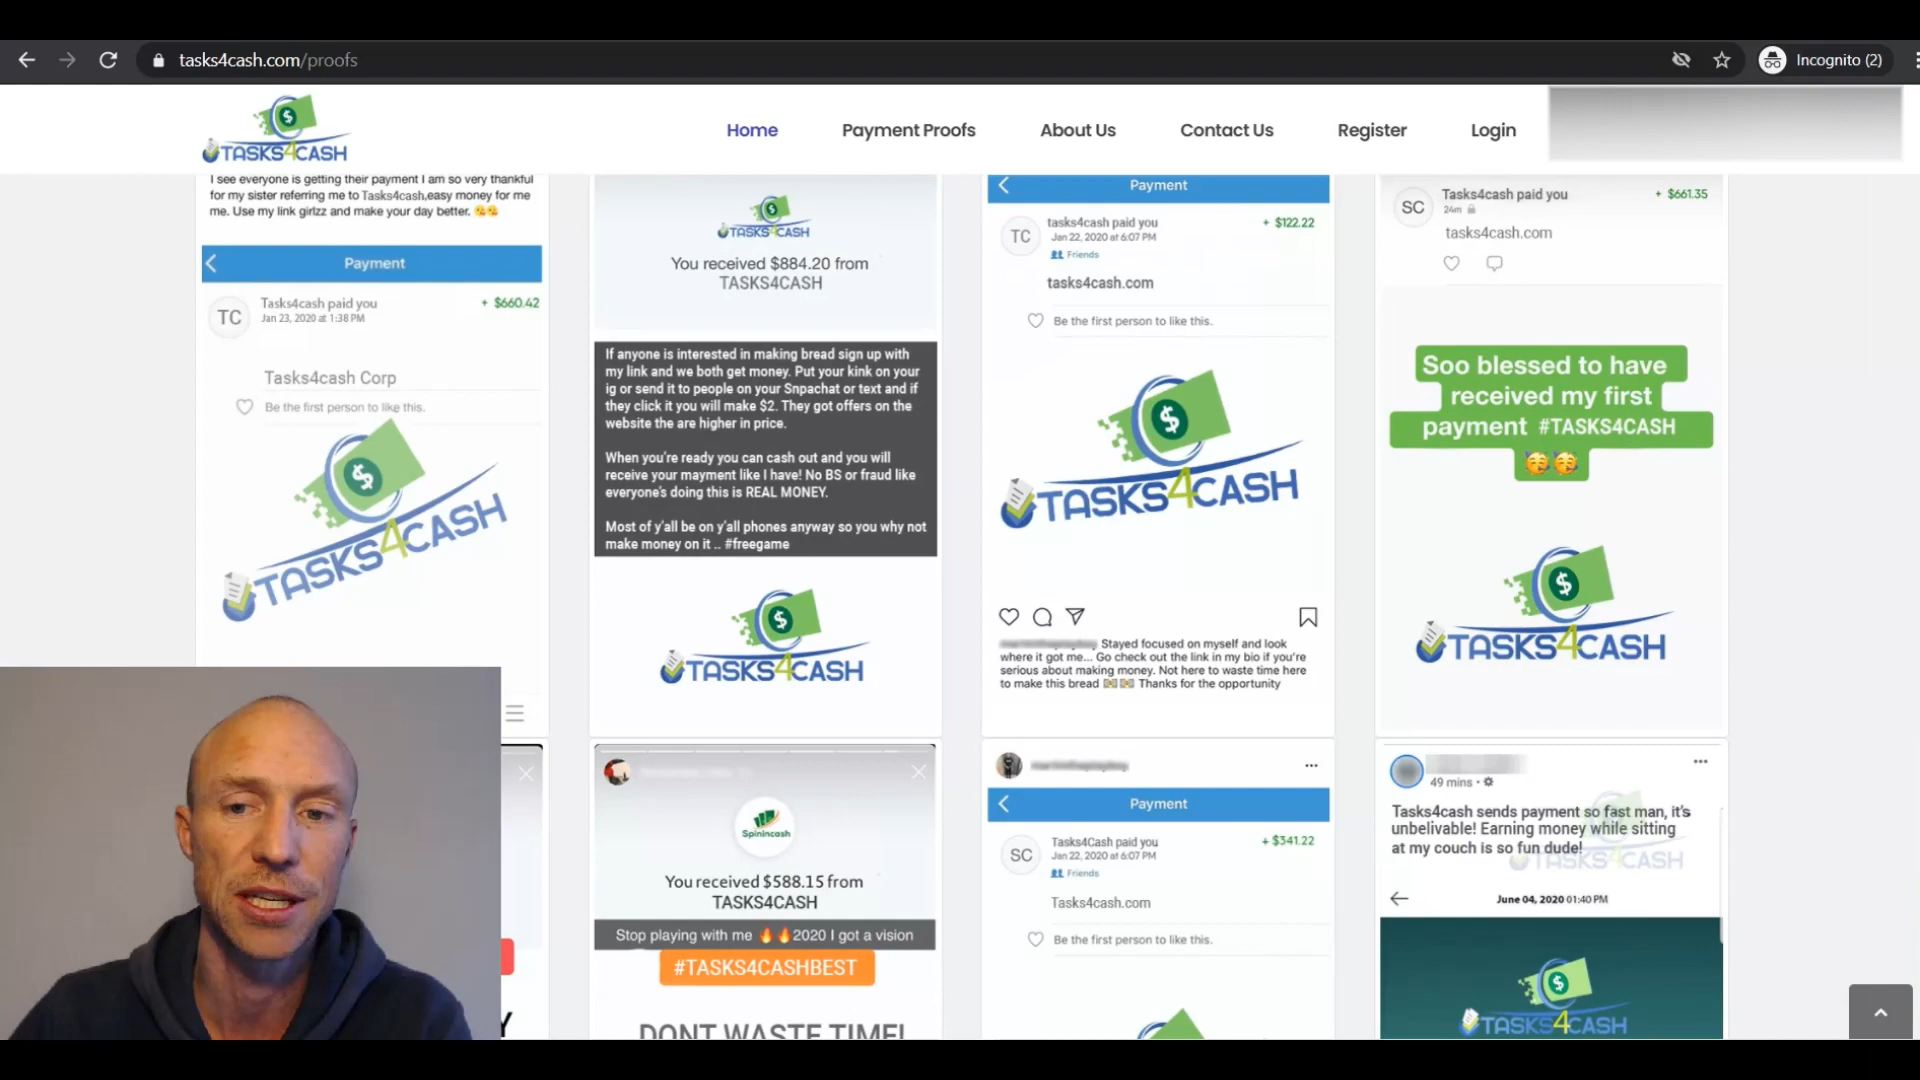 tasks4cash.com/proofs
Incognito (2)
TASKS4CASH
Home
Payment Proofs
About Us
Contact Us
Register
Login
I see everyone is getting their payment I am so very thankful
for my sister referring me to Tasks4cash,easy money for me
me. Use my link girlzz and make your day better. 😘😘
Payment
TC
Tasks4cash paid you
+ $660.42
Jan 23, 2020 at 1:38 PM
Tasks4cash Corp
Be the first person to like this.
TASKS4CASH
TASKS4CASH
You received $884.20 from
TASKS4CASH
If anyone is interested in making bread sign up with
my link and we both get money. Put your kink on your
ig or send it to people on your Snpachat or text and if
they click it you will make $2. They got offers on the
website the are higher in price.
When you're ready you can cash out and you will
receive your mayment like I have! No BS or fraud like
everyone's doing this is REAL MONEY.
Most of y'all be on y'all phones anyway so you why not
make money on it .. #freegame
TASKS4CASH
Payment
TC
tasks4cash paid you
+ $122.22
Jan 22, 2020 at 6:07 PM
Friends
tasks4cash.com
Be the first person to like this.
TASKS4CASH
Stayed focused on myself and look
where it got me... Go check out the link in my bio if you're
serious about making money. Not here to waste time here
to make this bread 💵💵 Thanks for the opportunity
SC
Tasks4cash paid you
+ $661.35
24m
tasks4cash.com
Soo blessed to have
received my first
payment #TASKS4CASH
🥳🥳
TASKS4CASH
Spinincash
You received $588.15 from
TASKS4CASH
Stop playing with me 🔥🔥2020 I got a vision
#TASKS4CASHBEST
DONT WASTE TIME!
Payment
SC
Tasks4Cash paid you
+ $341.22
Jan 22, 2020 at 6:07 PM
Friends
Tasks4cash.com
Be the first person to like this.
49 mins
Tasks4cash sends payment so fast man, it's
unbelivable! Earning money while sitting
at my couch is so fun dude!
TASKS4CASH
June 04, 2020 01:40 PM
TASKS4CASH